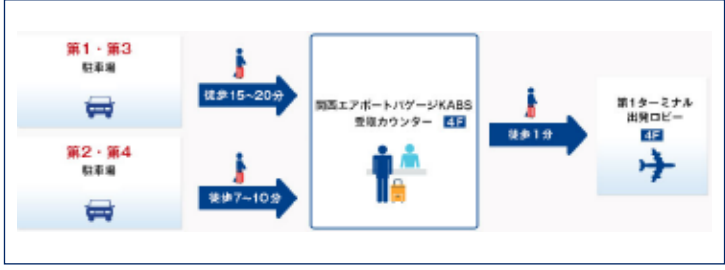 第1・第3
駐車場
徒歩15~20分
第2・第4
駐車場
徒歩7~10分
関西エアポートバゲージKABS
受取カウンター 4F
徒歩1分
第1ターミナル
出発ロビー
4F